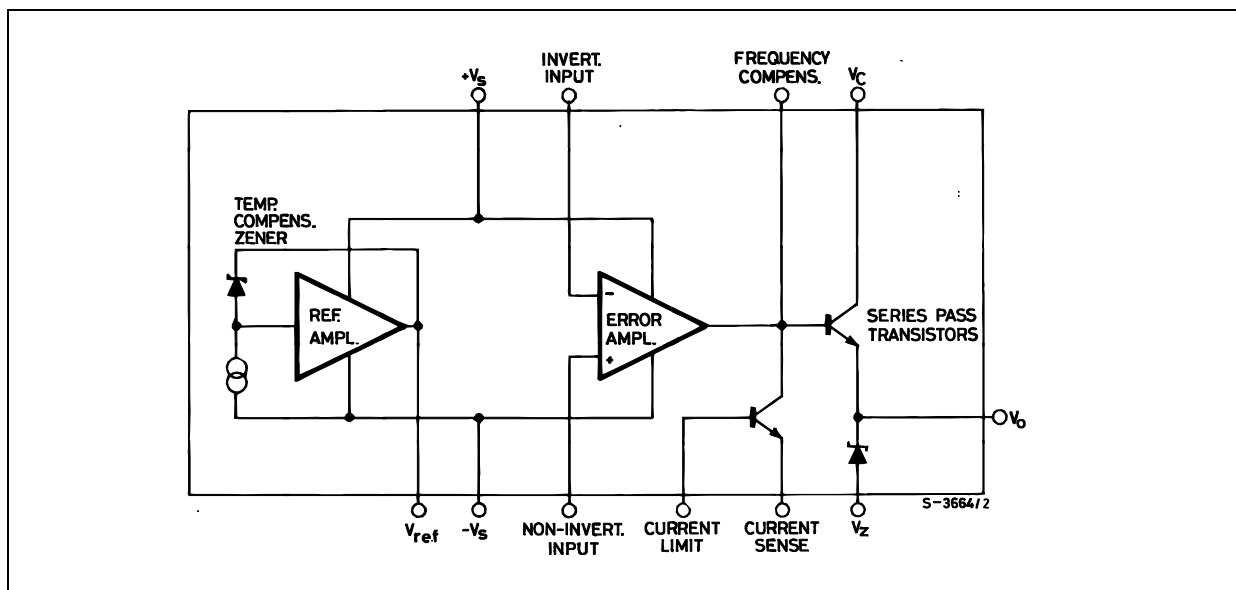 INVERT.
INPUT
FREQUENCY
COMPENS.
+Vs
VC
TEMP.
COMPENS.
ZENER
REF.
AMPL.
-
ERROR
AMPL.
+
SERIES PASS
TRANSISTORS
Vo
S-3664/2
Vref
-Vs
NON-INVERT.
INPUT
CURRENT
LIMIT
CURRENT
SENSE
VZ